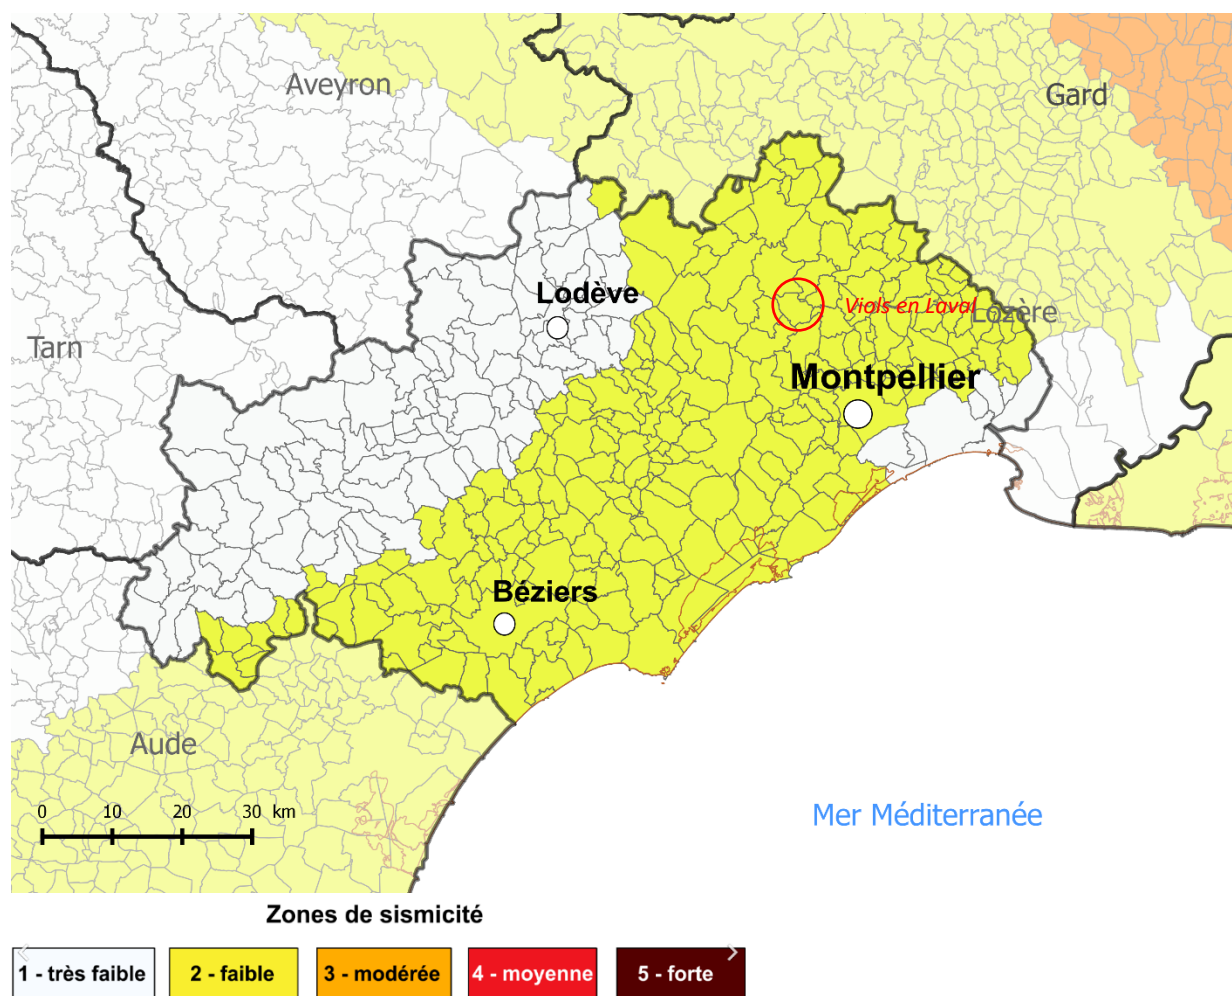 Aveyron
Gard
Lodève
Viols en Laval
Lozère
Tarn
Montpellier
Béziers
Aude
0 10 20 30 km
Mer Méditerranée
Zones de sismicité
1 - très faible
2 - faible
3 - modérée
4 - moyenne
5 - forte